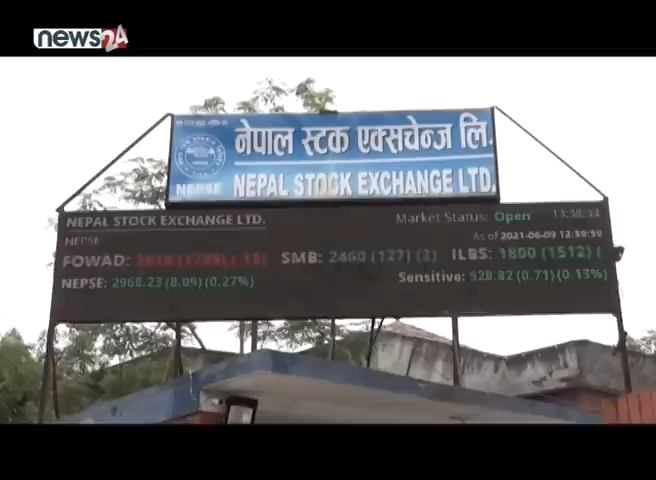 news24
नेपाल स्टक एक्सचेन्ज लि.
NEPSE NEPAL STOCK EXCHANGE LTD.
NEPAL STOCK EXCHANGE LTD. Market Status: Open
NEPSE As of 2021-06-09
FOWAD: SMB: 2460 (127) ILBS: 1800 (1512) (
NEPSE: 2968.23 (8.09) (0.27%) Sensitive: 528.82 (0.71) (0.13%)